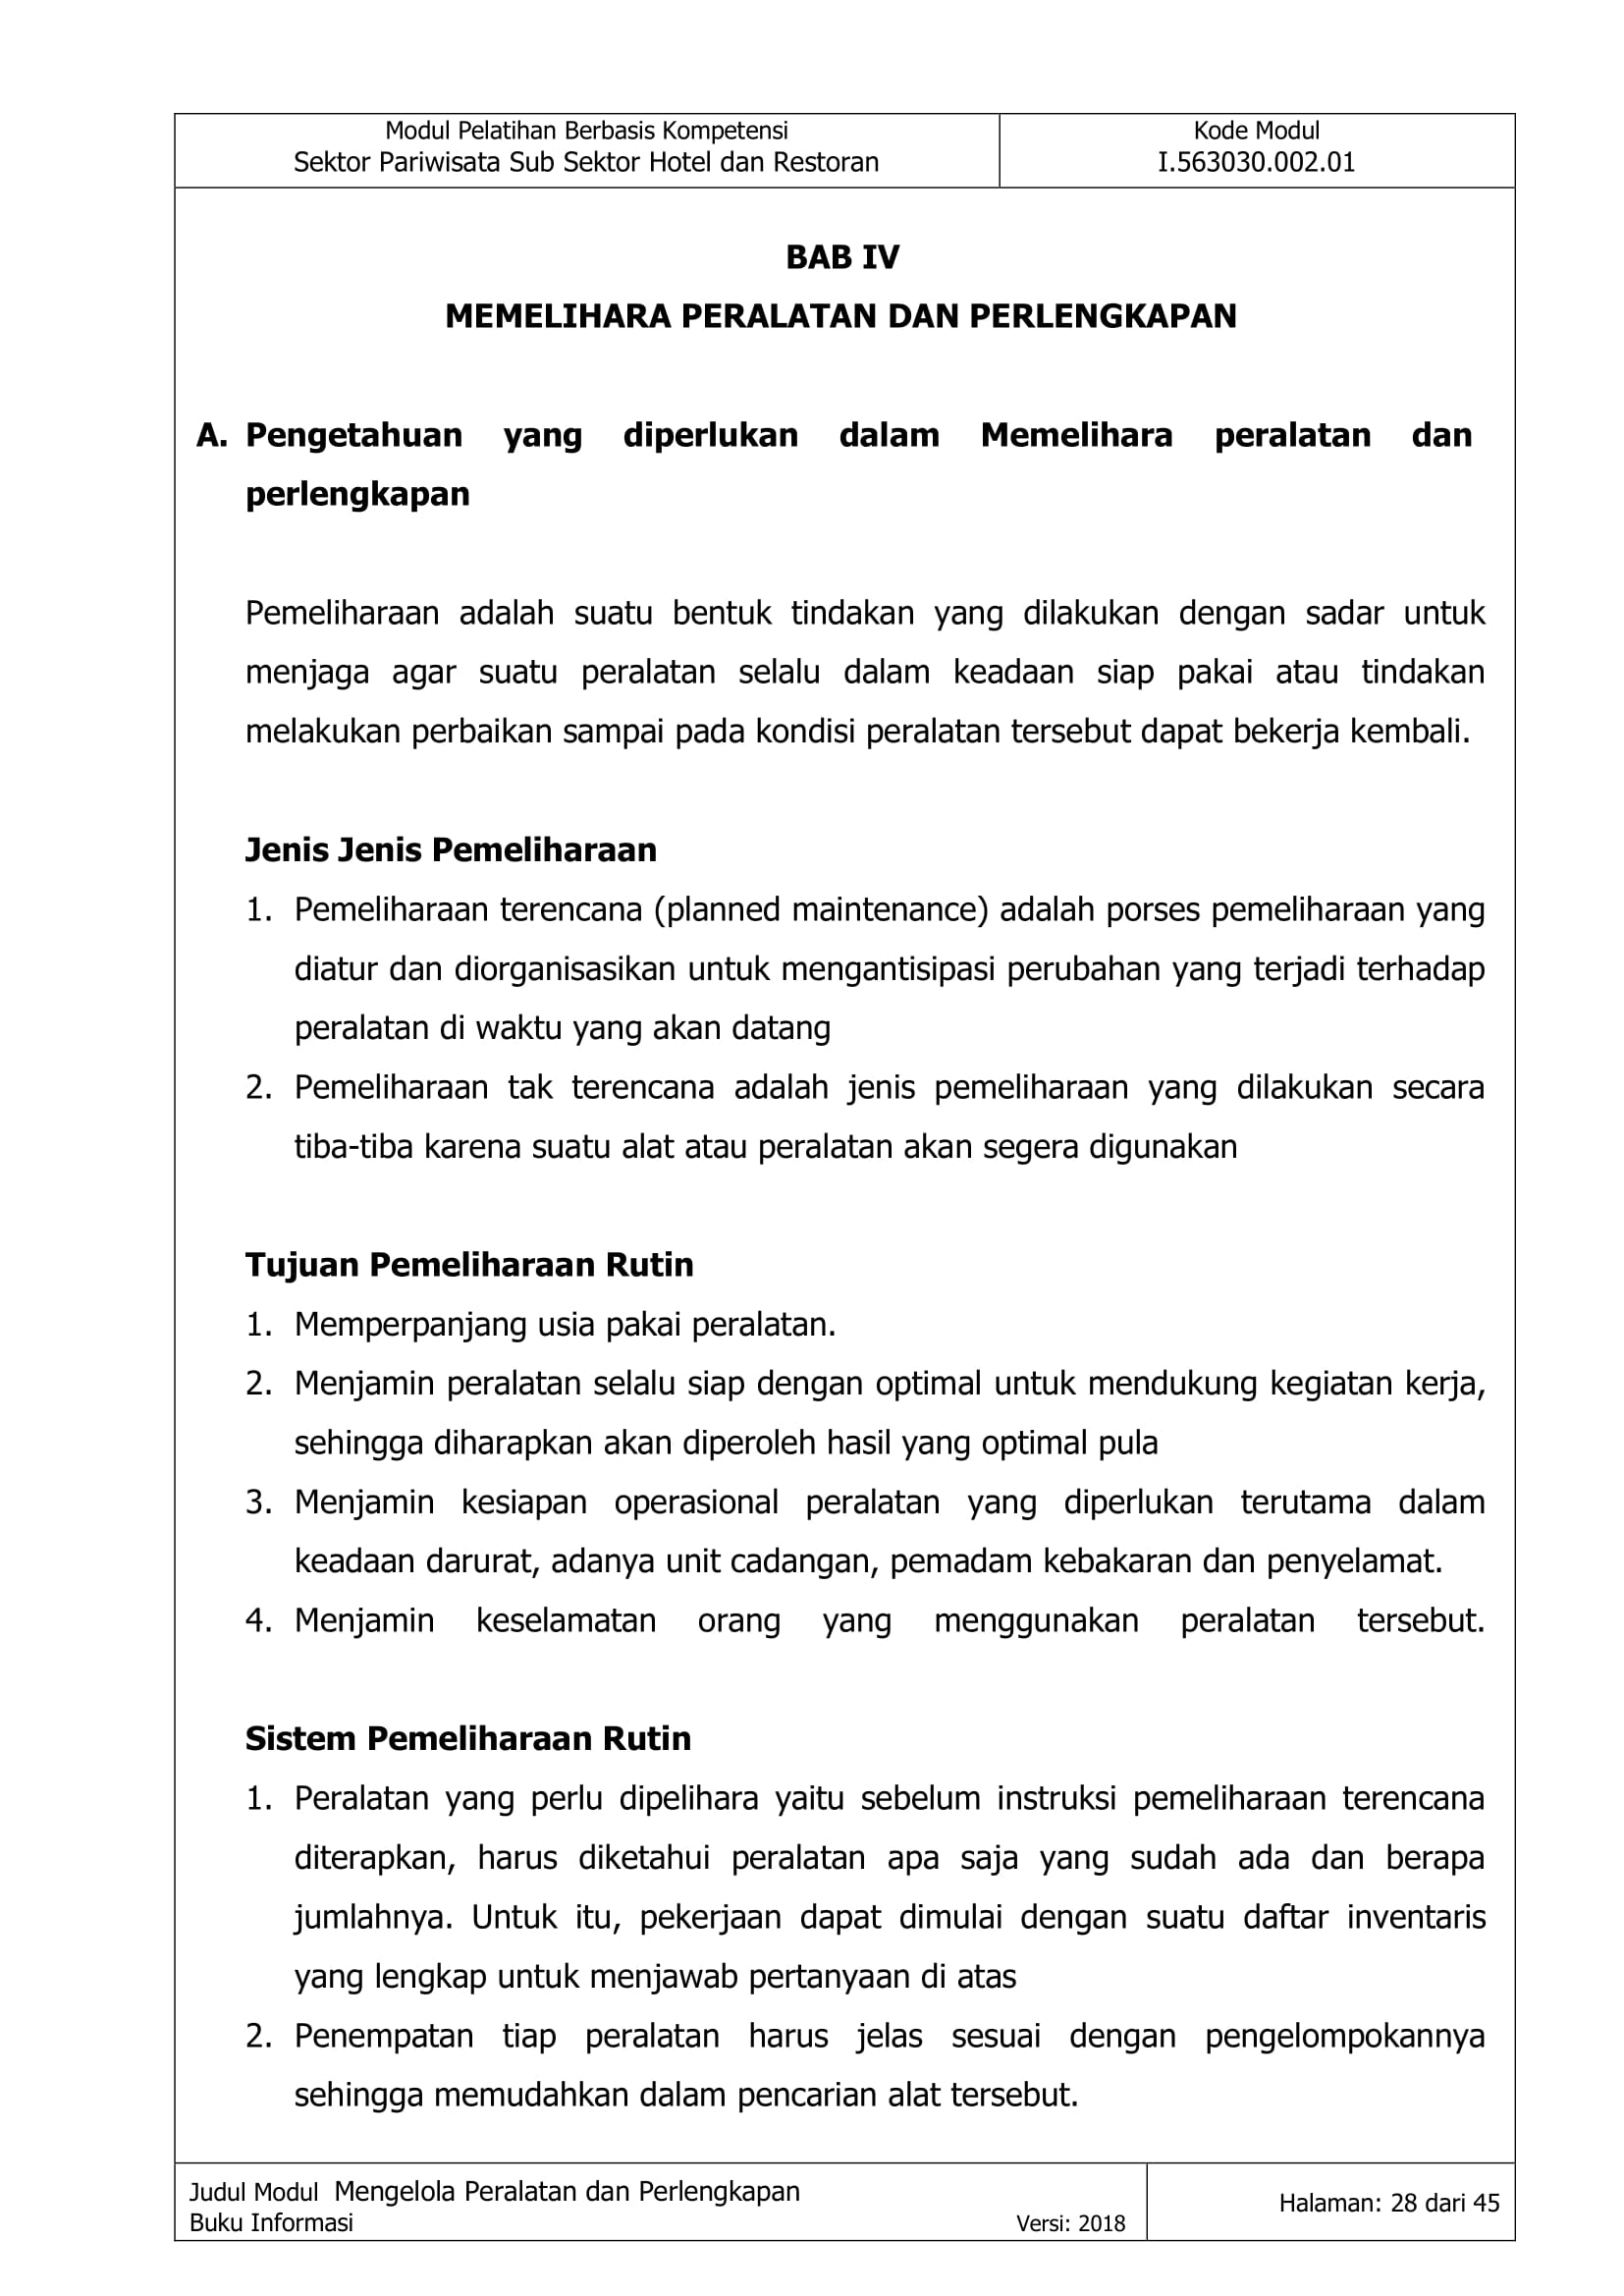 Modul Pelatihan Berbasis Kompetensi
Sektor Pariwisata Sub Sektor Hotel dan Restoran
Kode Modul
I.563030.002.01
BAB IV
MEMELIHARA PERALATAN DAN PERLENGKAPAN
A. Pengetahuan yang diperlukan dalam Memelihara peralatan dan
perlengkapan
Pemeliharaan adalah suatu bentuk tindakan yang dilakukan dengan sadar untuk
menjaga agar suatu peralatan selalu dalam keadaan siap pakai atau tindakan
melakukan perbaikan sampai pada kondisi peralatan tersebut dapat bekerja kembali.
Jenis Jenis Pemeliharaan
1. Pemeliharaan terencana (planned maintenance) adalah porses pemeliharaan yang
diatur dan diorganisasikan untuk mengantisipasi perubahan yang terjadi terhadap
peralatan di waktu yang akan datang
2. Pemeliharaan tak terencana adalah jenis pemeliharaan yang dilakukan secara
tiba-tiba karena suatu alat atau peralatan akan segera digunakan
Tujuan Pemeliharaan Rutin
1. Memperpanjang usia pakai peralatan.
2. Menjamin peralatan selalu siap dengan optimal untuk mendukung kegiatan kerja,
sehingga diharapkan akan diperoleh hasil yang optimal pula
3. Menjamin kesiapan operasional peralatan yang diperlukan terutama dalam
keadaan darurat, adanya unit cadangan, pemadam kebakaran dan penyelamat.
4. Menjamin keselamatan orang yang menggunakan peralatan tersebut.
Sistem Pemeliharaan Rutin
1. Peralatan yang perlu dipelihara yaitu sebelum instruksi pemeliharaan terencana
diterapkan, harus diketahui peralatan apa saja yang sudah ada dan berapa
jumlahnya. Untuk itu, pekerjaan dapat dimulai dengan suatu daftar inventaris
yang lengkap untuk menjawab pertanyaan di atas
2. Penempatan tiap peralatan harus jelas sesuai dengan pengelompokannya
sehingga memudahkan dalam pencarian alat tersebut.
Judul Modul Mengelola Peralatan dan Perlengkapan
Buku Informasi Versi: 2018
Halaman: 28 dari 45